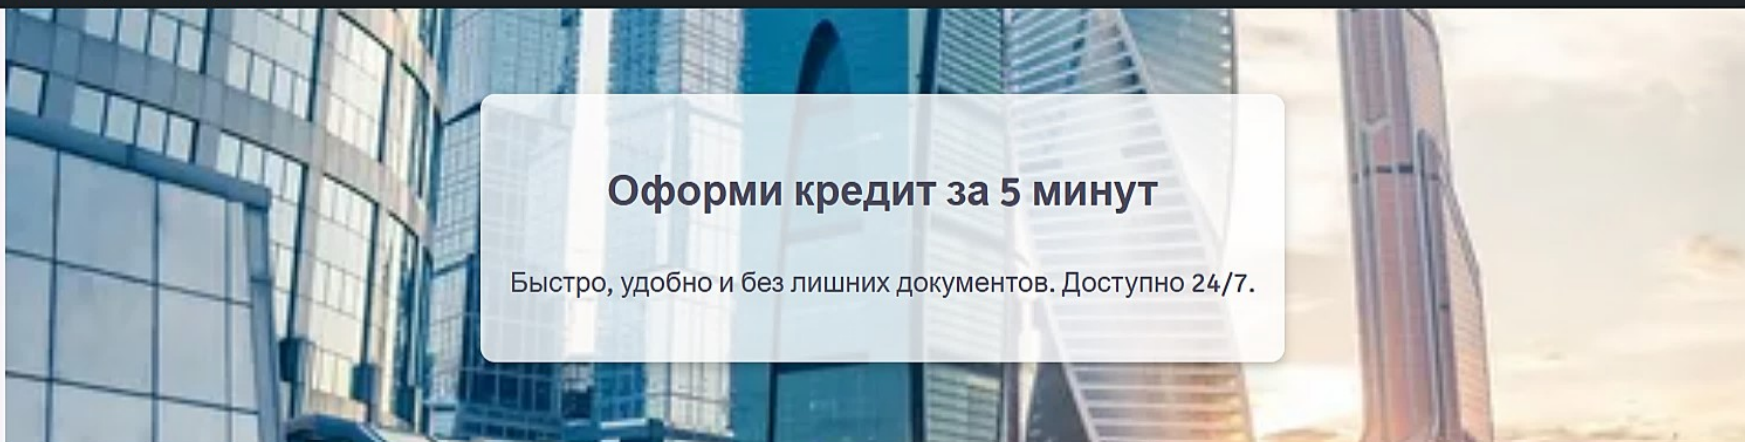 Оформи кредит за 5 минут
Быстро, удобно и без лишних документов. Доступно 24/7.